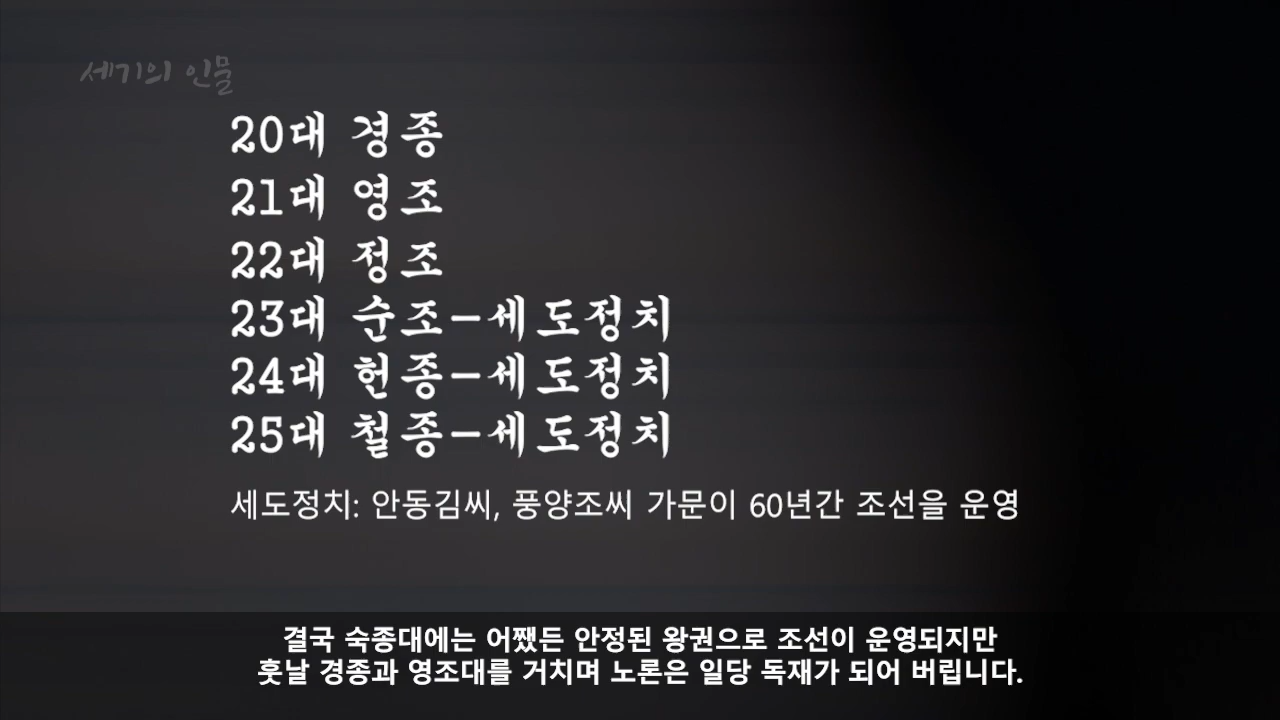 세기의 인물
20대 경종
21대 영조
22대 정조
23대 순조-세도정치
24대 헌종-세도정치
25대 철종-세도정치
세도정치: 안동김씨, 풍양조씨 가문이 60년간 조선을 운영
결국 숙종대에는 어쨌든 안정된 왕권으로 조선이 운영되지만
훗날 경종과 영조대를 거치며 노론은 일당 독재가 되어 버립니다.